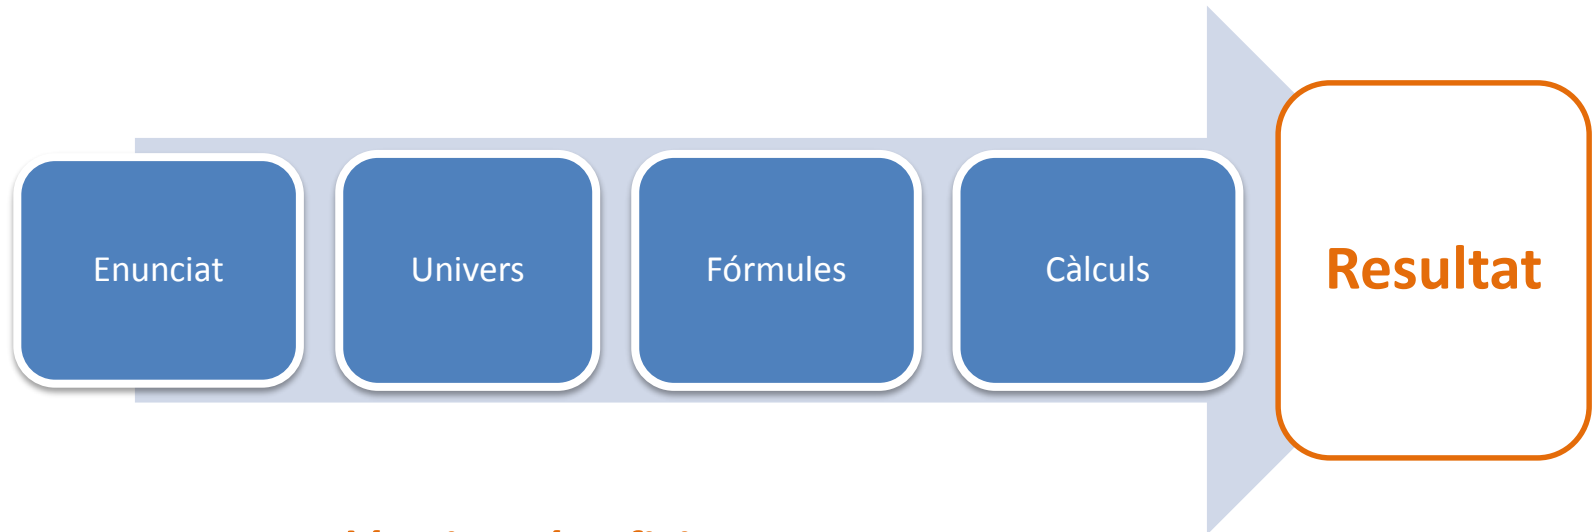 Enunciat
Univers
Fórmules
Càlculs
Resultat